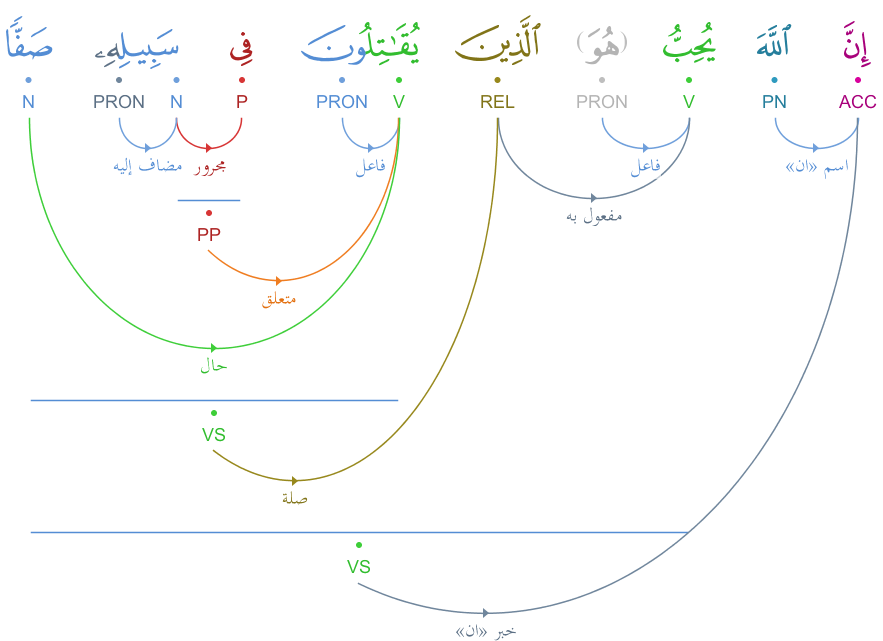 إِنَّ ٱللَّهَ يُحِبُّ (هُوَ) ٱلَّذِينَ يُقَـٰتِلُونَ فِى سَبِيلِهِۦ صَفًّا
ACC PN V PRON REL V PRON P N PRON N
اسم «ان» فاعل فاعل مجرور مضاف إليه
مفعول به
PP
متعلق
حال
VS
صلة
VS
خبر «ان»